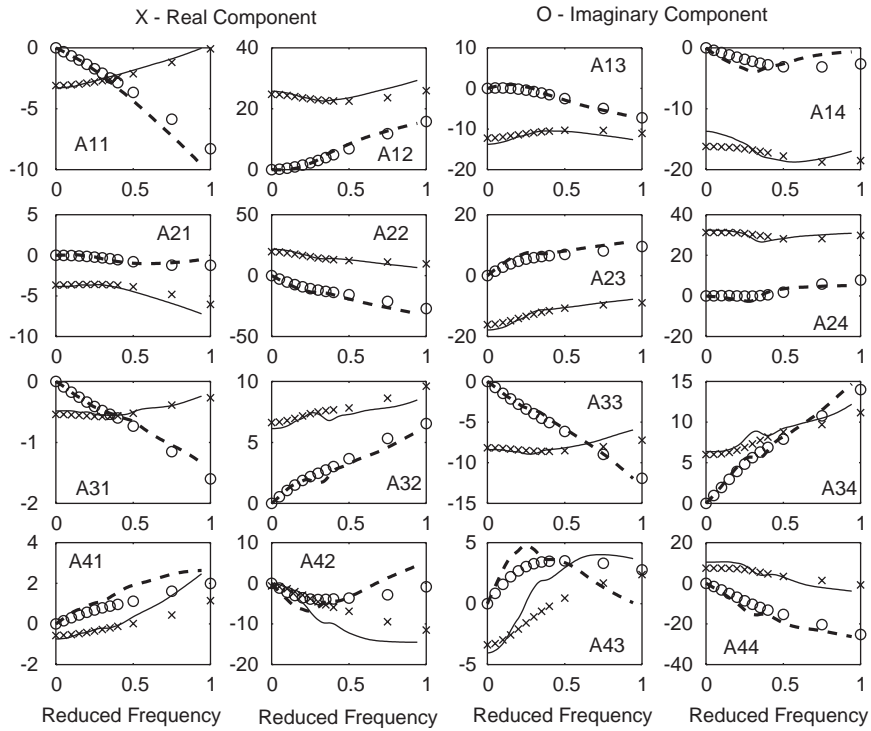 X - Real Component O - Imaginary Component
0 -5 -10 0 0.5 1 A11
40 20 0 0 0.5 1 A12
10 0 -10 -20 0 0.5 1 A13
0 -10 -20 0 0.5 1 A14
5 0 -5 -10 0 0.5 1 A21
50 0 -50 0 0.5 1 A22
20 0 -20 0 0.5 1 A23
40 20 0 -20 0 0.5 1 A24
0 -1 -2 0 0.5 1 A31
10 5 0 0 0.5 1 A32
0 -5 -10 -15 0 0.5 1 A33
15 10 5 0 0 0.5 1 A34
4 2 0 2 0 0.5 1 A41
10 0 -10 -20 0 0.5 1 A42
5 0 -5 0 0.5 1 A43
20 0 -20 -40 0 0.5 1 A44
Reduced Frequency Reduced Frequency Reduced Frequency Reduced Frequency